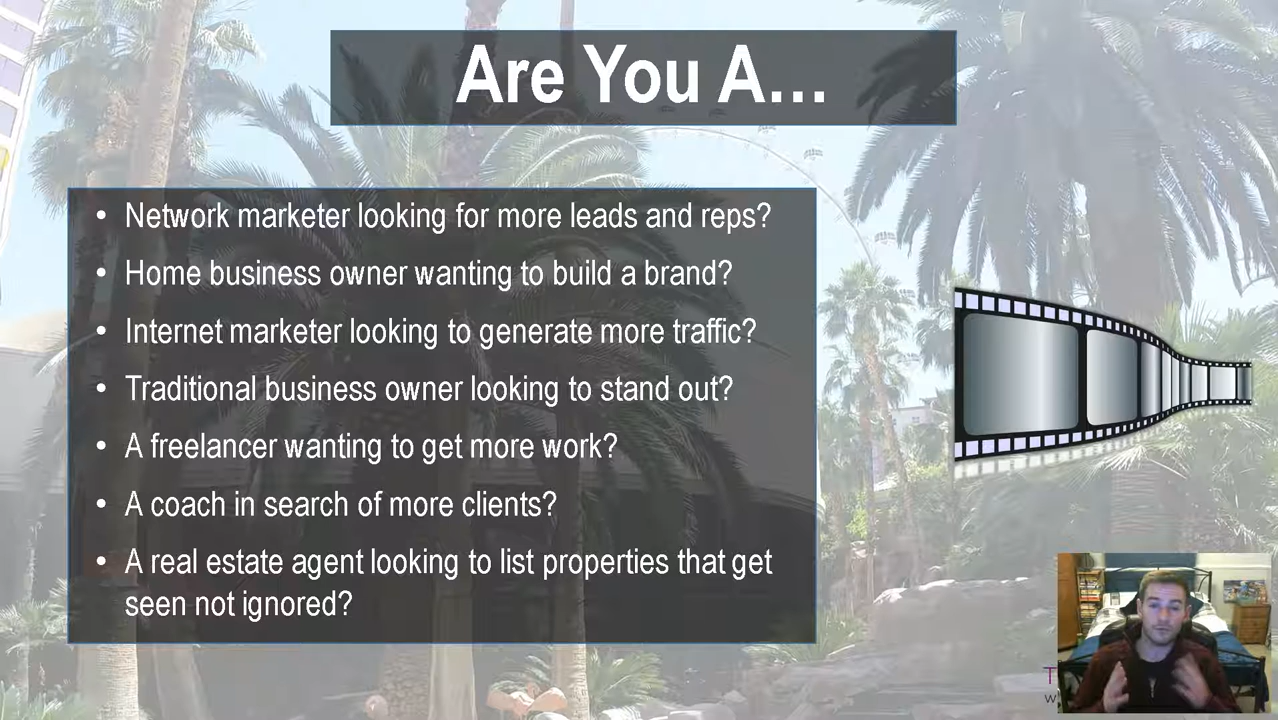 Are You A...
• Network marketer looking for more leads and reps?
• Home business owner wanting to build a brand?
• Internet marketer looking to generate more traffic?
• Traditional business owner looking to stand out?
• A freelancer wanting to get more work?
• A coach in search of more clients?
• A real estate agent looking to list properties that get
seen not ignored?